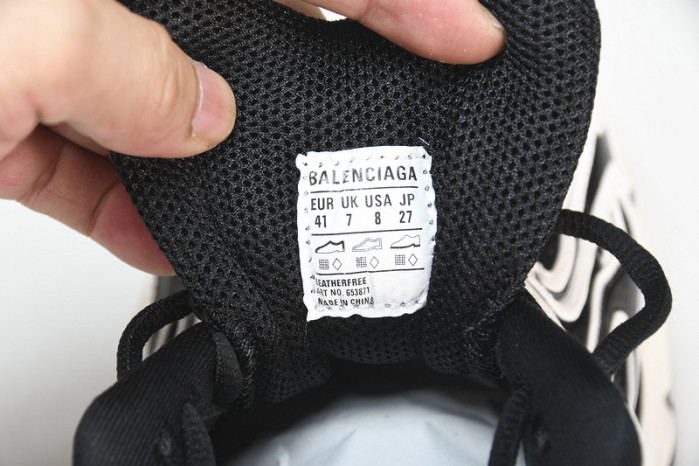 BALENCIAGA
EUR UK USA JP
41 7 8 27
LEATHERFREE
ART NO. 653871
MADE IN CHINA